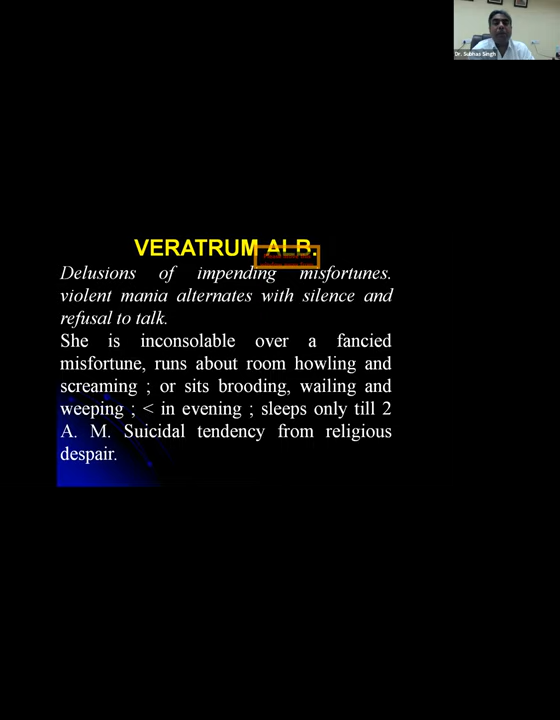 Dr. Subhas Singh
VERATRUM ALB.
Delusions of impending misfortunes.
violent mania alternates with silence and
refusal to talk.
She is inconsolable over a fancied
misfortune, runs about room howling and
screaming ; or sits brooding, wailing and
weeping ; < in evening ; sleeps only till 2
A. M. Suicidal tendency from religious
despair.